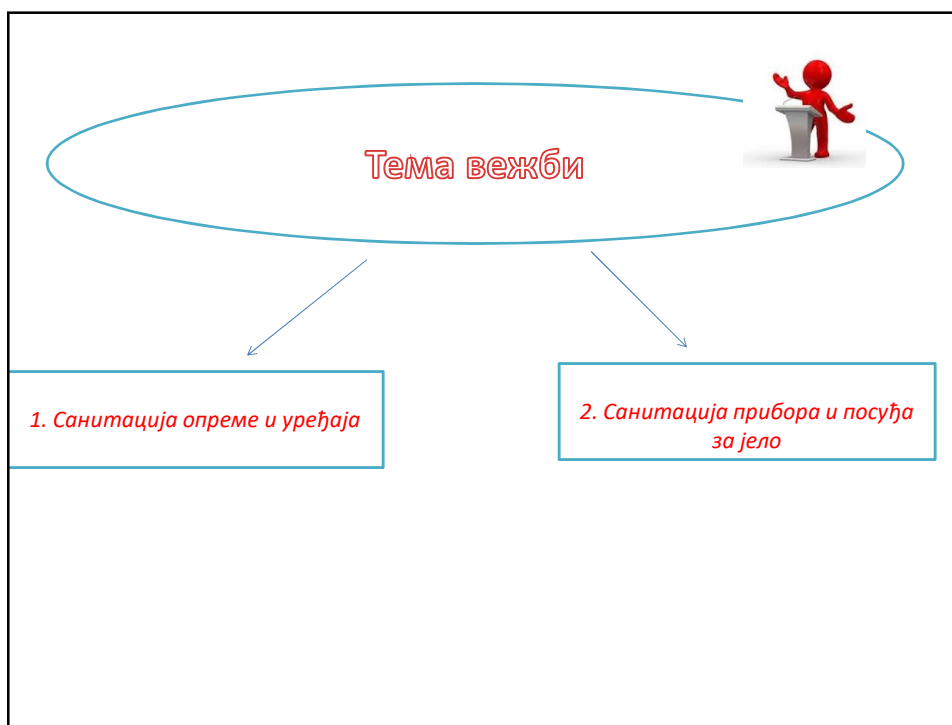 Тема вежби
1. Санитација опреме и уређаја
2. Санитација прибора и посуђа
за јело